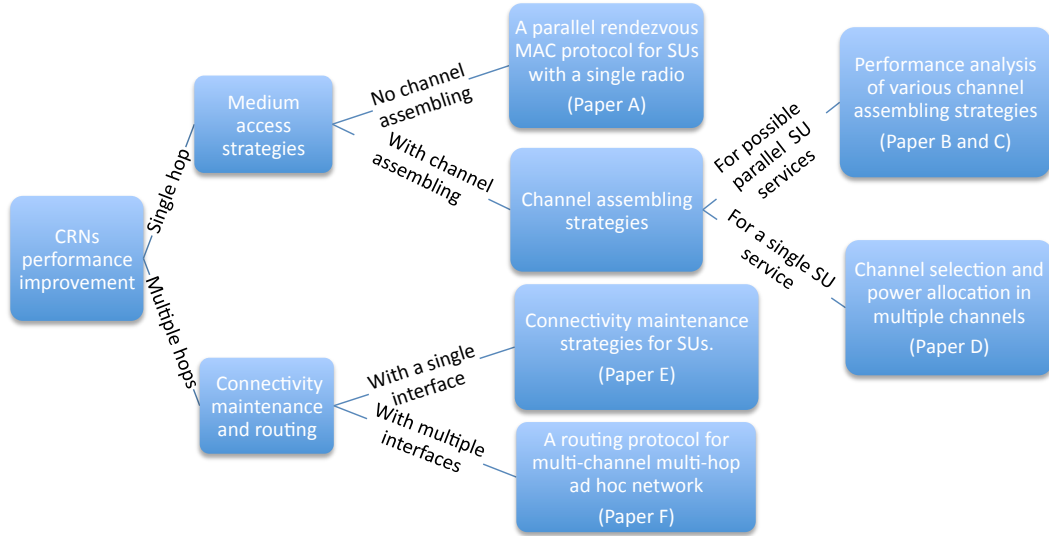 CRNs
performance
improvement
Single hop
Multiple hops
Medium
access
strategies
Connectivity
maintenance
and routing
No channel
assembling
With channel
assembling
With a single
interface
With multiple
interfaces
A parallel rendezvous
MAC protocol for SUs
with a single radio
(Paper A)
Channel assembling
strategies
Connectivity maintenance
strategies for SUs.
(Paper E)
A routing protocol for
multi-channel multi-hop
ad hoc network
(Paper F)
For possible
parallel SU
services
For a single SU
service
Performance analysis
of various channel
assembling strategies
(Paper B and C)
Channel selection and
power allocation in
multiple channels
(Paper D)